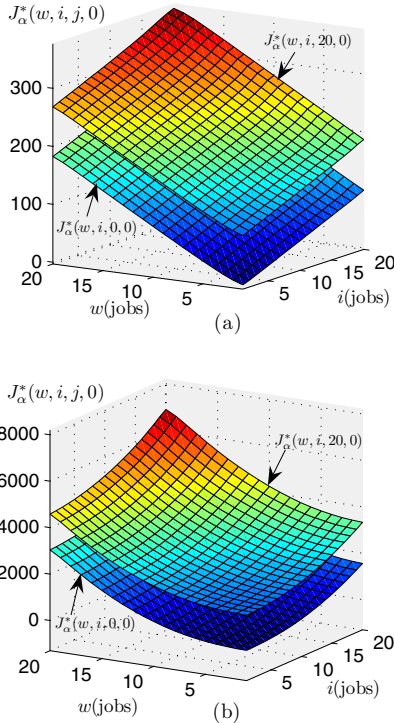 J*α(w, i, j, 0)
J*α(w, i, 20, 0)
300
200
100
0
J*α(w, i, 0, 0)
20
15
10
5
w(jobs)
5
10
15
20
i(jobs)
(a)
J*α(w, i, j, 0)
8000
J*α(w, i, 20, 0)
6000
4000
2000
0
J*α(w, i, 0, 0)
20
15
10
5
w(jobs)
5
10
15
20
i(jobs)
(b)